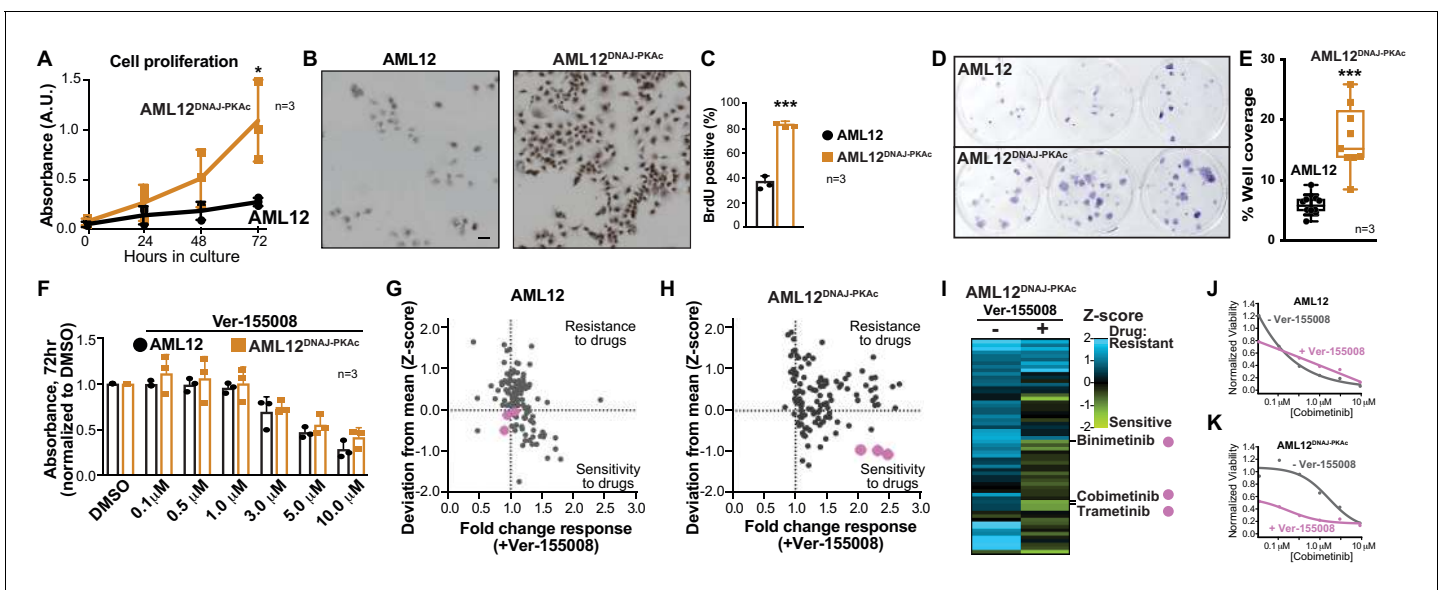 A
Cell proliferation
Absorbance (A.U.)
1.5
1.0
0.5
0.0
*
n=3
AML12DNAJ-PKAc
AML12
0 24 48 72
Hours in culture
B
AML12
AML12DNAJ-PKAc
C
BrdU positive (%)
100
80
60
40
20
0
***
AML12
AML12DNAJ-PKAc
n=3
D
AML12
AML12DNAJ-PKAc
E
AML12DNAJ-PKAc
***
% Well coverage
30
20
10
0
AML12
n=3
F
Ver-155008
AML12 AML12DNAJ-PKAc
n=3
Absorbance, 72hr
(normalized to DMSO)
1.5
1.0
0.5
0.0
DMSO 0.1 μM 0.5 μM 1.0 μM 3.0 μM 5.0 μM 10.0 μM
G
AML12
Deviation from mean (Z-score)
2.0
1.0
0.0
-1.0
-2.0
Resistance
to drugs
Sensitivity
to drugs
0.0 0.5 1.0 1.5 2.0 2.5 3.0
Fold change response
(+Ver-155008)
H
AML12DNAJ-PKAc
Deviation from mean (Z-score)
2.0
1.0
0.0
-1.0
-2.0
Resistance
to drugs
Sensitivity
to drugs
0.0 0.5 1.0 1.5 2.0 2.5 3.0
Fold change response
(+Ver-155008)
I
AML12DNAJ-PKAc
Ver-155008
- +
Z-score
Drug:
2 Resistant
1
0
-1
-2 Sensitive
Binimetinib
Cobimetinib
Trametinib
J
AML12
Normalized Viability
1.4
1.2
1.0
0.8
0.6
0.4
0.2
0.0
- Ver-155008
+ Ver-155008
0.1 μM 1.0 μM 10 μM
[Cobimetinib]
K
AML12DNAJ-PKAc
Normalized Viability
1.4
1.2
1.0
0.8
0.6
0.4
0.2
0.0
- Ver-155008
+ Ver-155008
0.1 μM 1.0 μM 10 μM
[Cobimetinib]